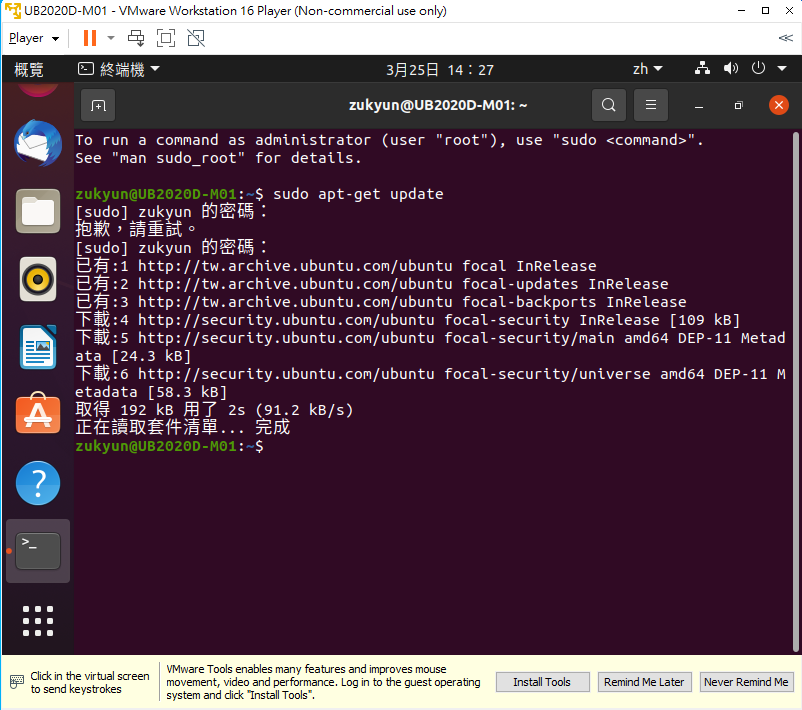 UB2020D-M01 - VMware Workstation 16 Player (Non-commercial use only)
Player
概覽
終端機
3月25日 14：27
zh
zukyun@UB2020D-M01: ~
To run a command as administrator (user "root"), use "sudo <command>".
See "man sudo_root" for details.
zukyun@UB2020D-M01:~$ sudo apt-get update
[sudo] zukyun 的密碼：
抱歉，請重試。
[sudo] zukyun 的密碼：
已有:1 http://tw.archive.ubuntu.com/ubuntu focal InRelease
已有:2 http://tw.archive.ubuntu.com/ubuntu focal-updates InRelease
已有:3 http://tw.archive.ubuntu.com/ubuntu focal-backports InRelease
下載:4 http://security.ubuntu.com/ubuntu focal-security InRelease [109 kB]
下載:5 http://security.ubuntu.com/ubuntu focal-security/main amd64 DEP-11 Metad
ata [24.3 kB]
下載:6 http://security.ubuntu.com/ubuntu focal-security/universe amd64 DEP-11 M
etadata [58.3 kB]
取得 192 kB 用了 2s (91.2 kB/s)
正在讀取套件清單... 完成
zukyun@UB2020D-M01:~$
Click in the virtual screen
to send keystrokes
VMware Tools enables many features and improves mouse
movement, video and performance. Log in to the guest operating
system and click "Install Tools".
Install Tools
Remind Me Later
Never Remind Me